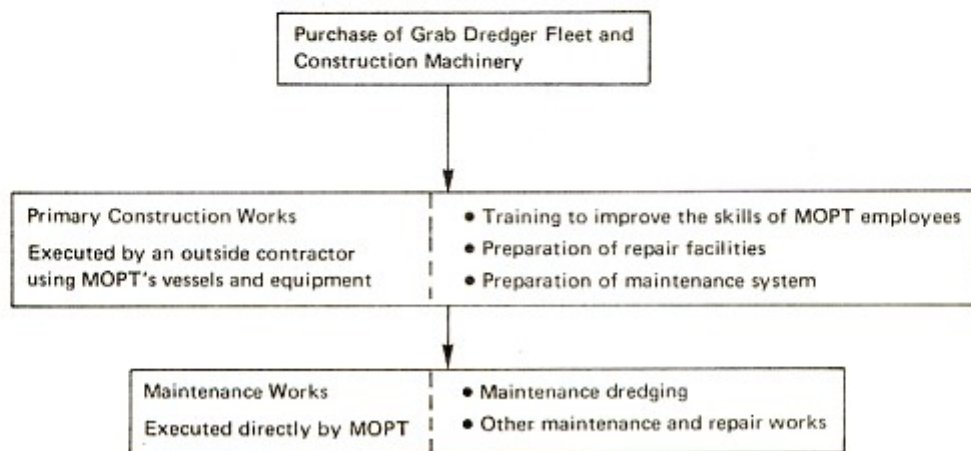 Purchase of Grab Dredger Fleet and
Construction Machinery
Primary Construction Works
Executed by an outside contractor
using MOPT's vessels and equipment
• Training to improve the skills of MOPT employees
• Preparation of repair facilities
• Preparation of maintenance system
Maintenance Works
Executed directly by MOPT
• Maintenance dredging
• Other maintenance and repair works